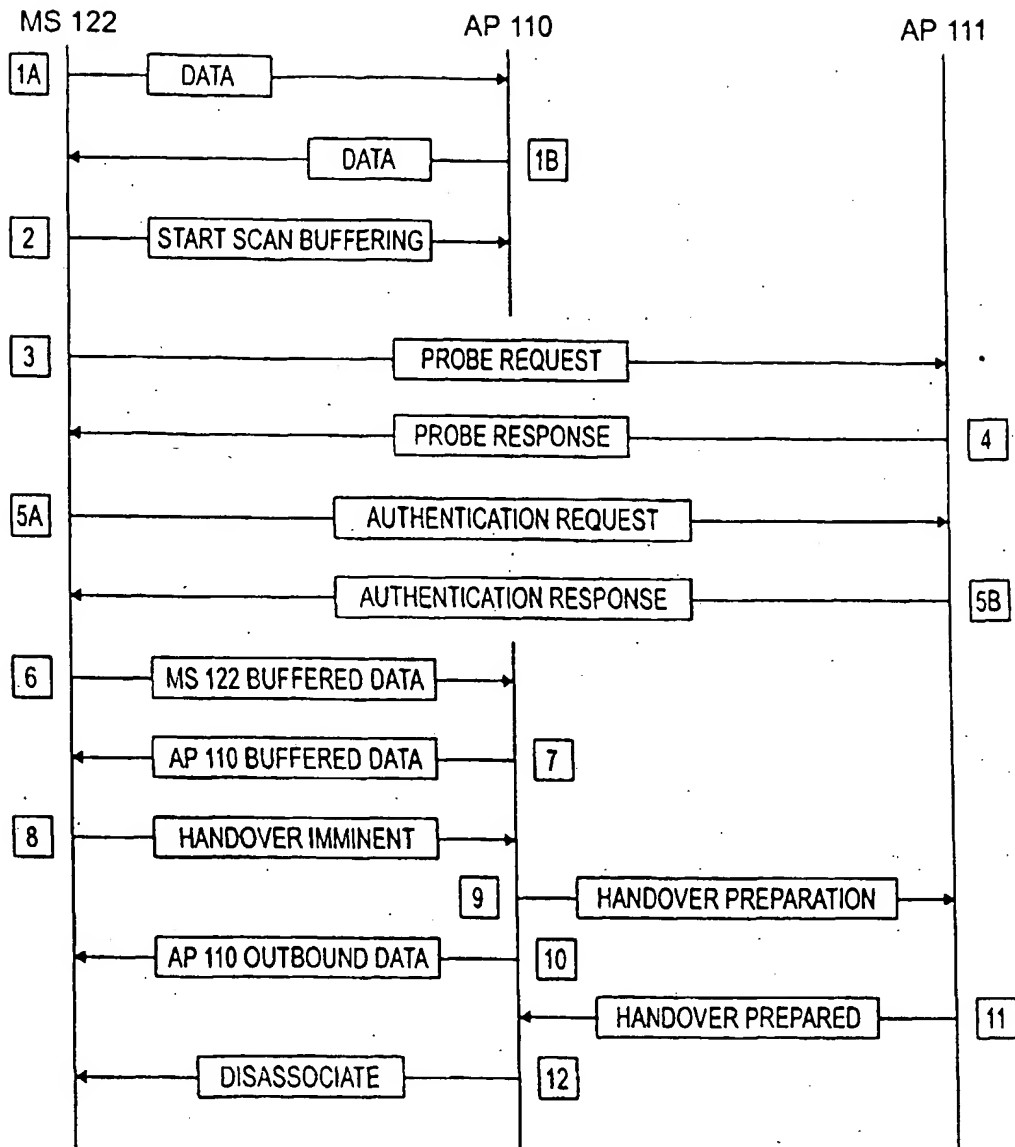 MS 122 AP 110 AP 111
1A DATA
DATA 1B
2 START SCAN BUFFERING
3 PROBE REQUEST
PROBE RESPONSE 4
5A AUTHENTICATION REQUEST
AUTHENTICATION RESPONSE 5B
6 MS 122 BUFFERED DATA
AP 110 BUFFERED DATA 7
8 HANDOVER IMMINENT
9 HANDOVER PREPARATION
AP 110 OUTBOUND DATA 10
HANDOVER PREPARED 11
DISASSOCIATE 12